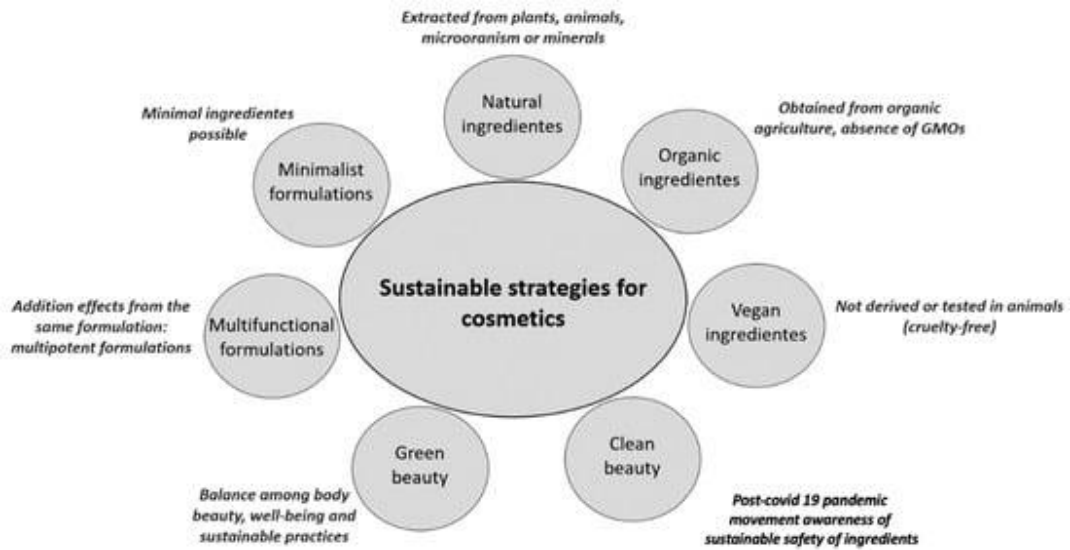 Extracted from plants, animals,
microoranism or minerals
Natural
ingredientes
Obtained from organic
agriculture, absence of GMOs
Organic
ingredientes
Not derived or tested in animals
(cruelty-free)
Vegan
ingredientes
Post-covid 19 pandemic
movement awareness of
sustainable safety of ingredients
Clean
beauty
Balance among body
beauty, well-being and
sustainable practices
Green
beauty
Addition effects from the
same formulation:
multipotent formulations
Multifunctional
formulations
Minimal ingredientes
possible
Minimalist
formulations
Sustainable strategies for
cosmetics